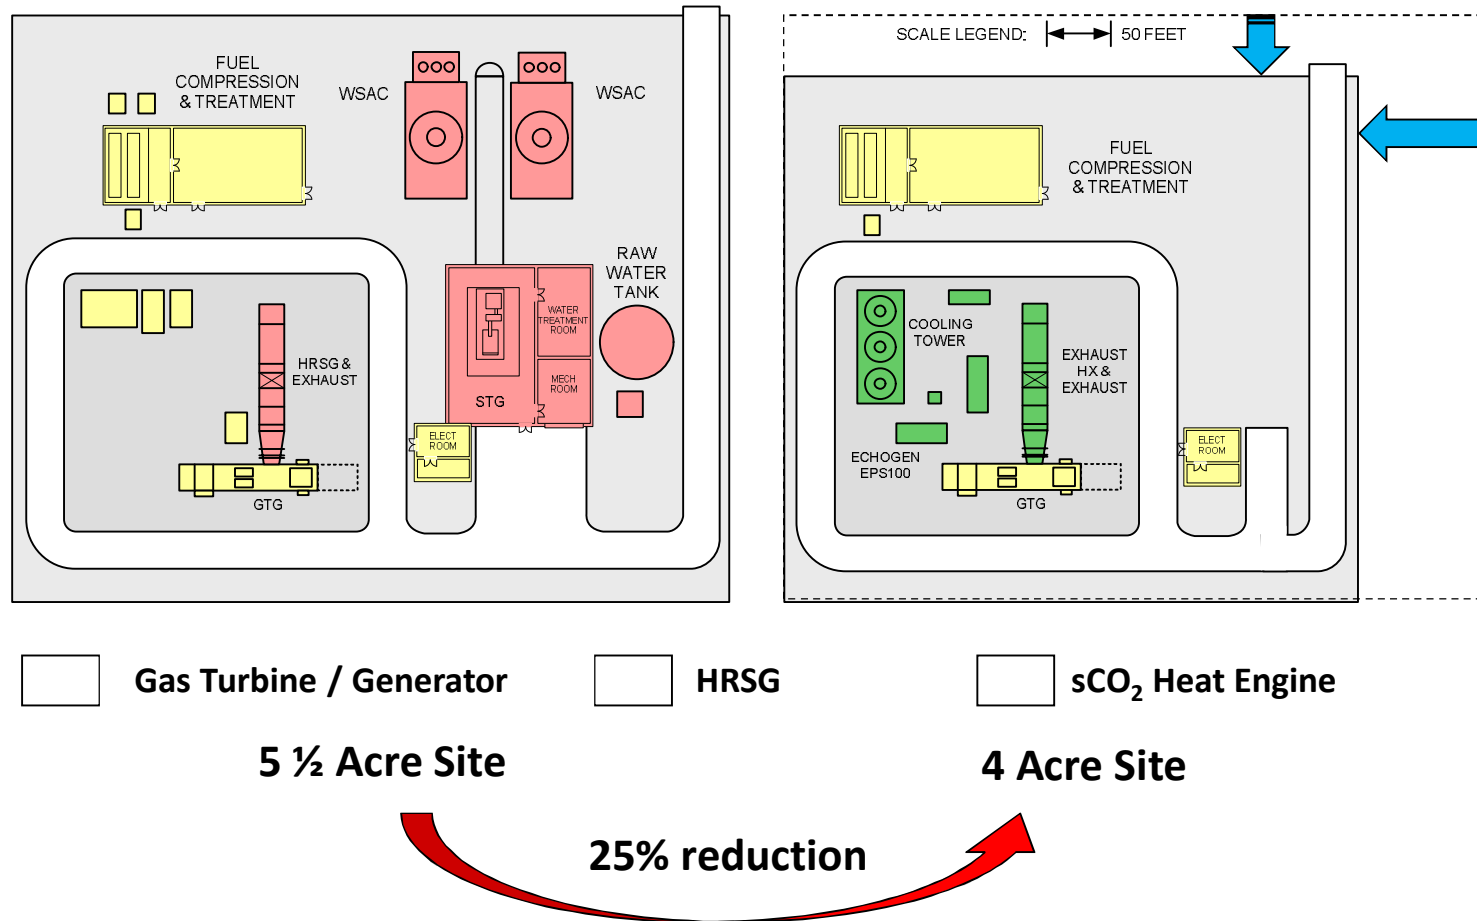 FUEL
COMPRESSION
& TREATMENT
WSAC
WSAC
RAW
WATER
TANK
WATER
TREATMENT
ROOM
HRSG &
EXHAUST
MECH
ROOM
STG
ELECT
ROOM
GTG
SCALE LEGEND:
50 FEET
FUEL
COMPRESSION
& TREATMENT
COOLING
TOWER
EXHAUST
HX &
EXHAUST
ECHOGEN
EPS100
ELECT
ROOM
GTG
Gas Turbine / Generator
HRSG
sCO₂ Heat Engine
5 ½ Acre Site
4 Acre Site
25% reduction